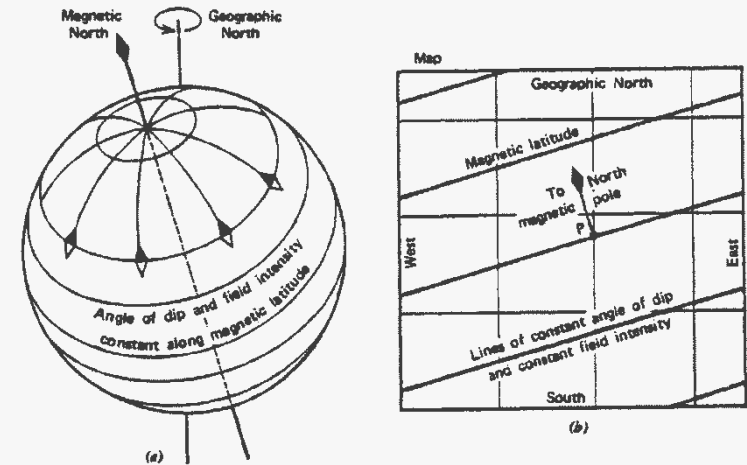 Magnetic
North
Geographic
North
Angle of dip and field intensity
constant along magnetic latitude
(a)
Map
Geographic North
Magnetic latitude
To North
magnetic pole
P
West
East
Lines of constant angle of dip
and constant field intensity
South
(b)